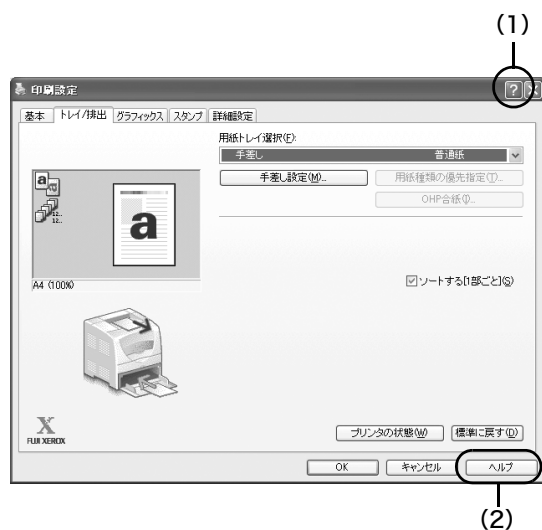 (1)
印刷設定
基本 トレイ/排出 グラフィックス スタンプ 詳細設定
用紙トレイ選択(F):
手差し 普通紙
手差し設定(M)...
用紙種類の優先指定(T)...
OHP合紙(I)...
a
a
12..
12..
a
A4 (100%)
ソートする[1部ごと](S)
X
FUJI XEROX
プリンタの状態(W) 標準に戻す(D)
OK キャンセル ヘルプ
(2)